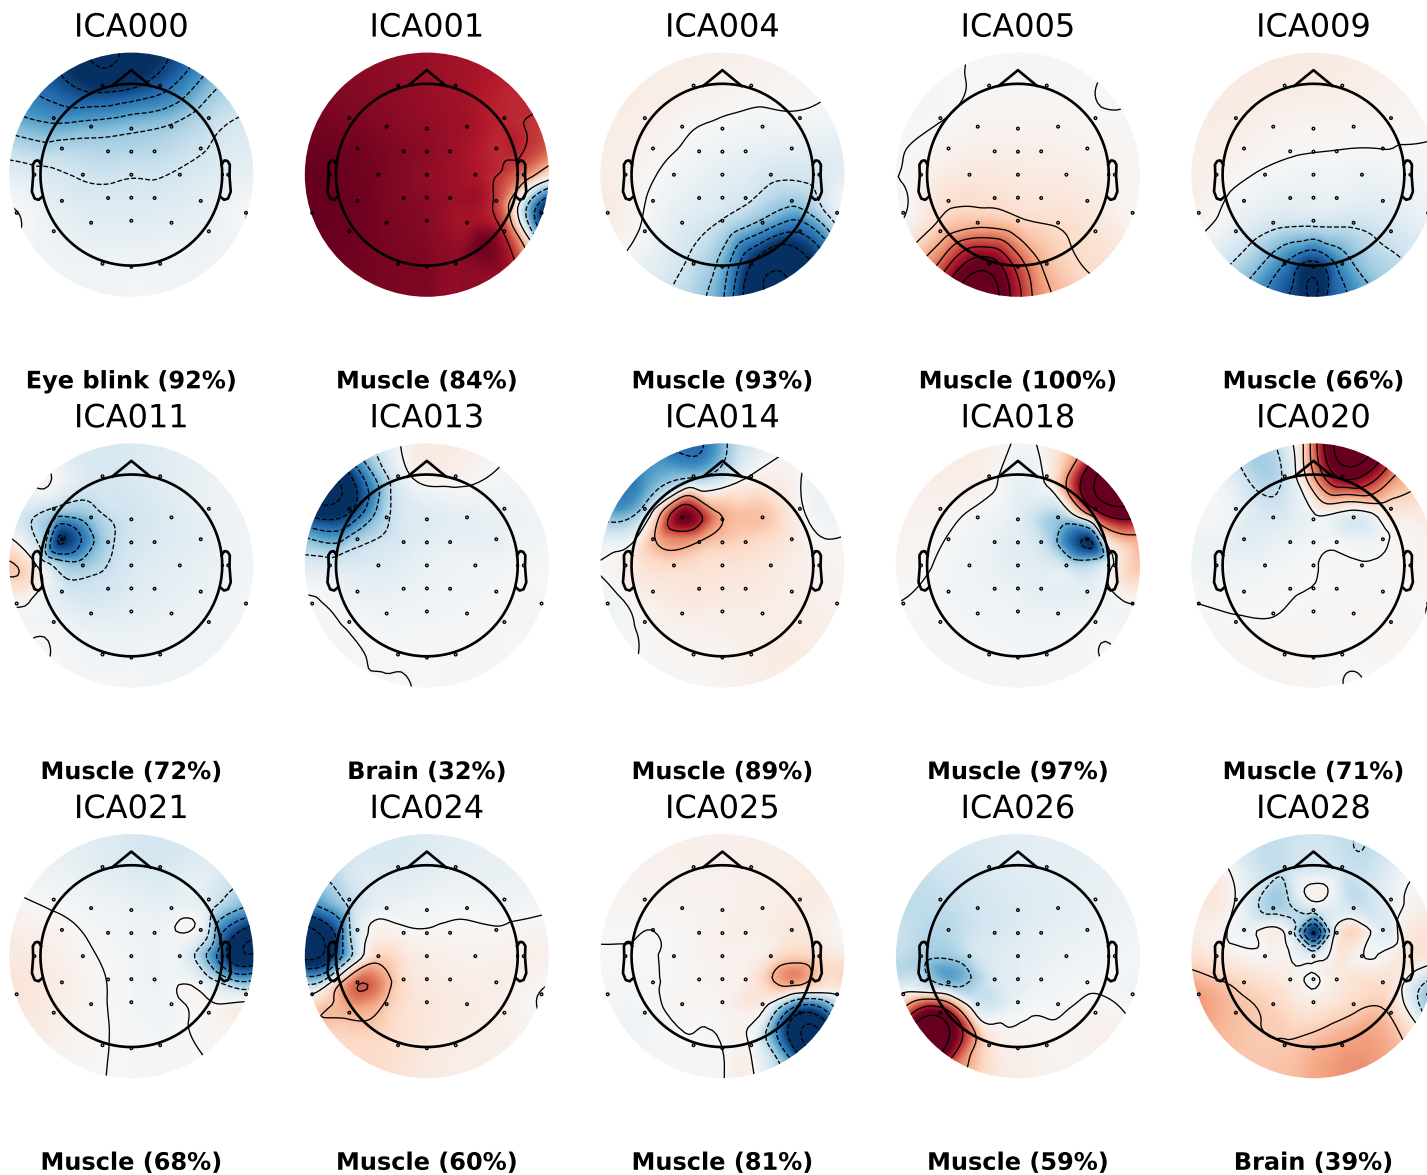 ICA000 ICA001 ICA004 ICA005 ICA009
Eye blink (92%) Muscle (84%) Muscle (93%) Muscle (100%) Muscle (66%)
ICA011 ICA013 ICA014 ICA018 ICA020
Muscle (72%) Brain (32%) Muscle (89%) Muscle (97%) Muscle (71%)
ICA021 ICA024 ICA025 ICA026 ICA028
Muscle (68%) Muscle (60%) Muscle (81%) Muscle (59%) Brain (39%)